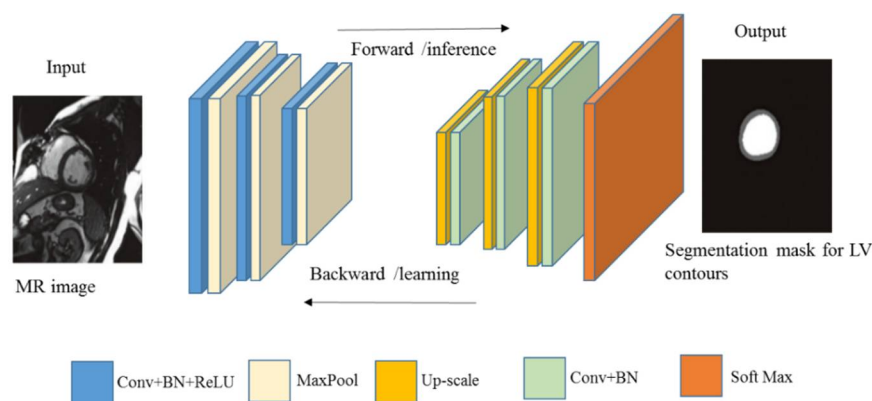 Forward /inference
Output
Input
Segmentation mask for LV
contours
MR image
Backward /learning
Conv+BN+ReLU
MaxPool
Up-scale
Conv+BN
Soft Max